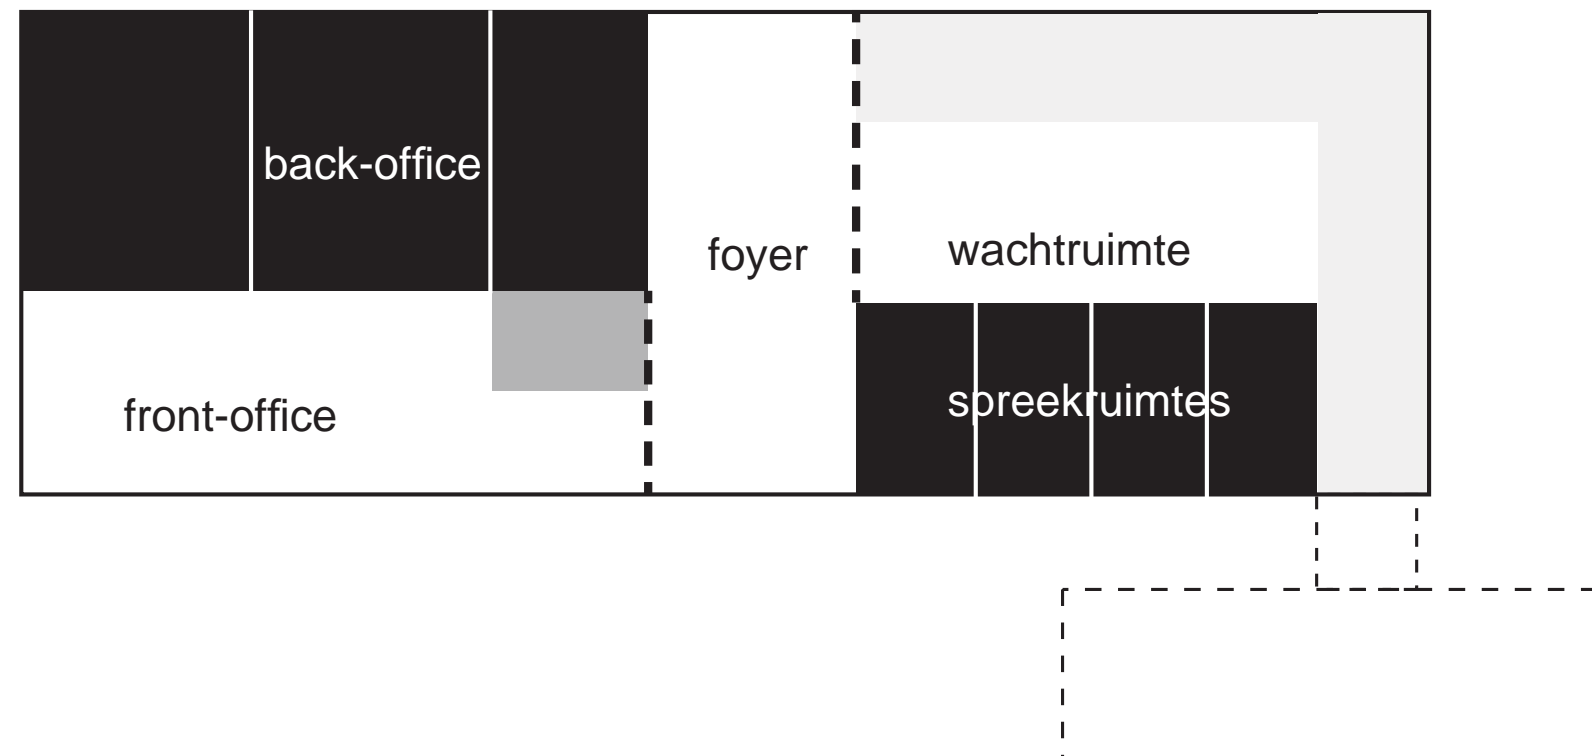 back-office
foyer
wachtruimte
front-office
spreekruimtes